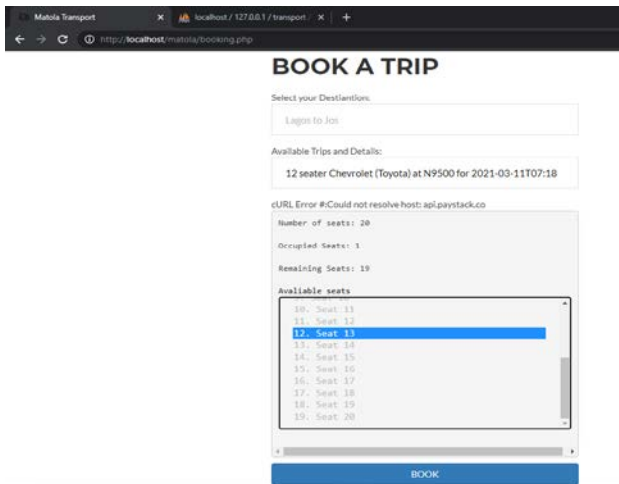 Matola Transport
localhost / 127.0.0.1 / transport /
http://localhost/matola/booking.php
BOOK A TRIP
Select your Destiantion:
Lagos to Jos
Available Trips and Details:
12 seater Chevrolet (Toyota) at N9500 for 2021-03-11T07:18
cURL Error #:Could not resolve host: api.paystack.co
Number of seats: 20
Occupied Seats: 1
Remaining Seats: 19
Avaliable seats
10. Seat 11
11. Seat 12
12. Seat 13
13. Seat 14
14. Seat 15
15. Seat 16
16. Seat 17
17. Seat 18
18. Seat 19
19. Seat 20
BOOK